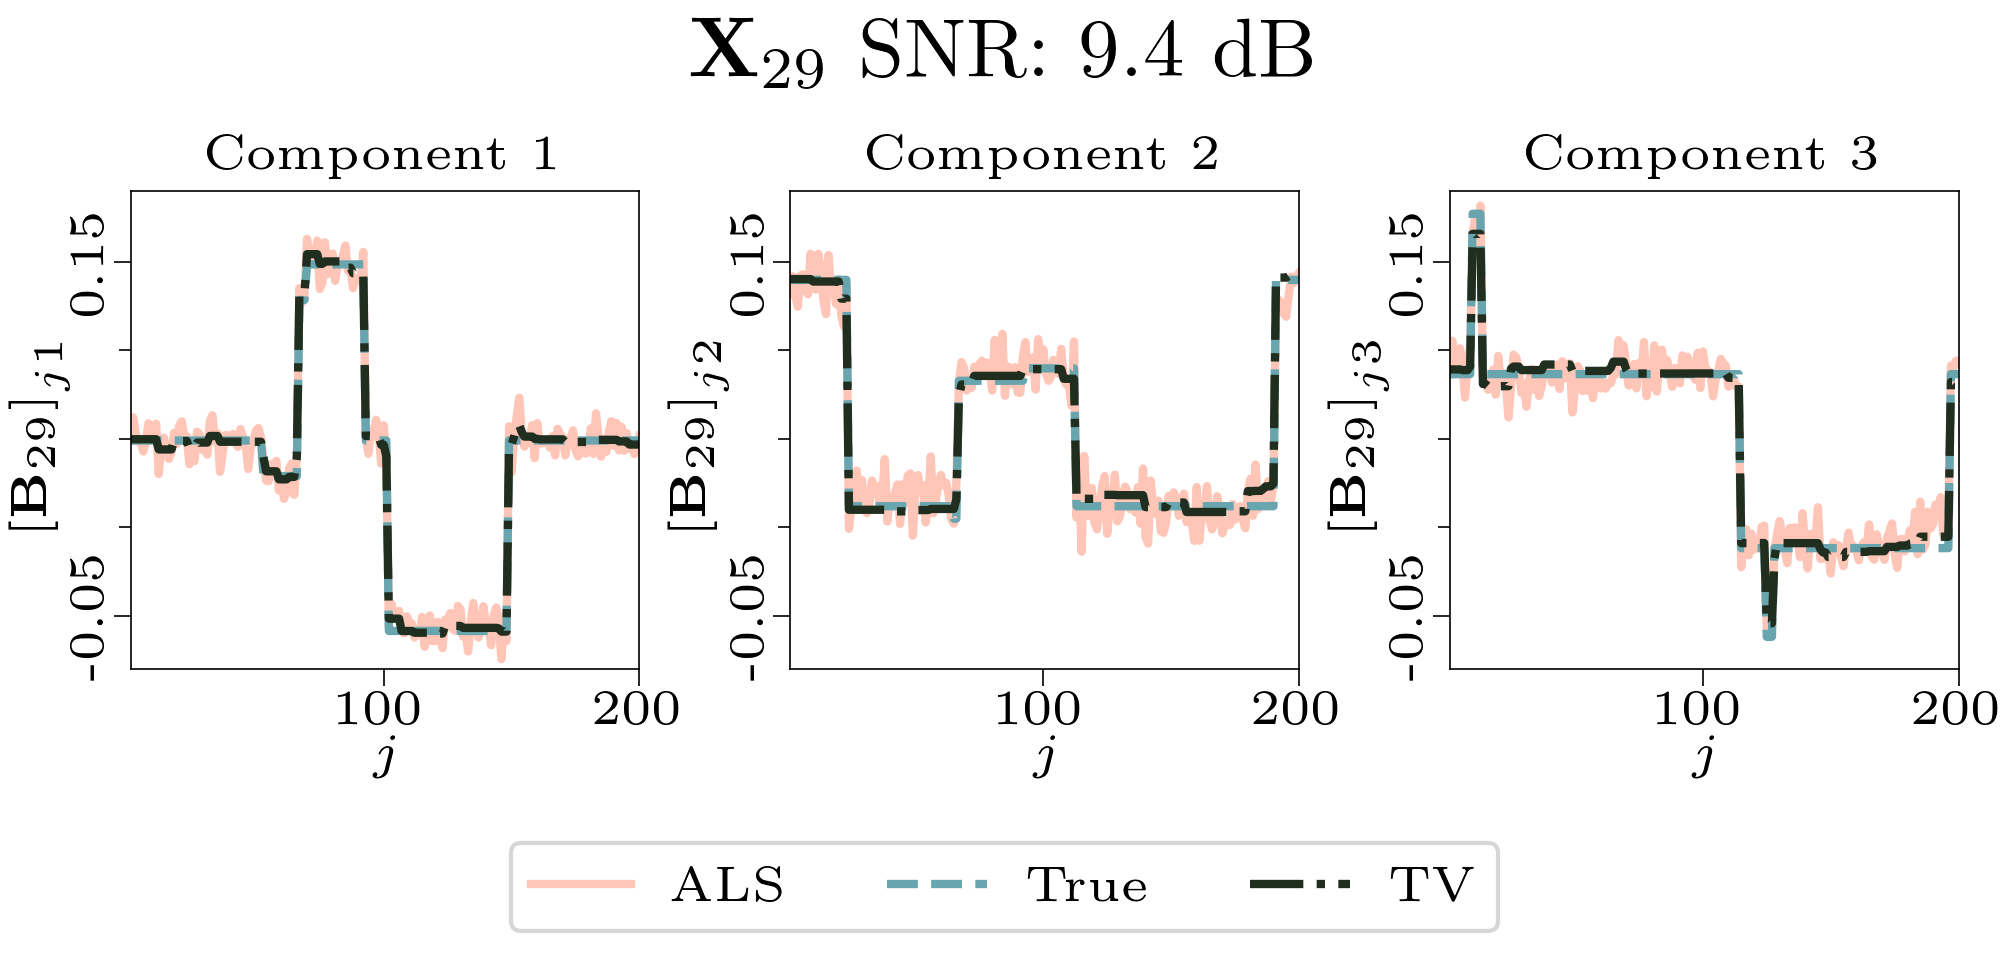 X₂₉ SNR: 9.4 dB
Component 1 Component 2 Component 3
[B₂₉]ⱼ₁ 0.15 -0.05 100 200 j
[B₂₉]ⱼ₂ 0.15 -0.05 100 200 j
[B₂₉]ⱼ₃ 0.15 -0.05 100 200 j
ALS True TV